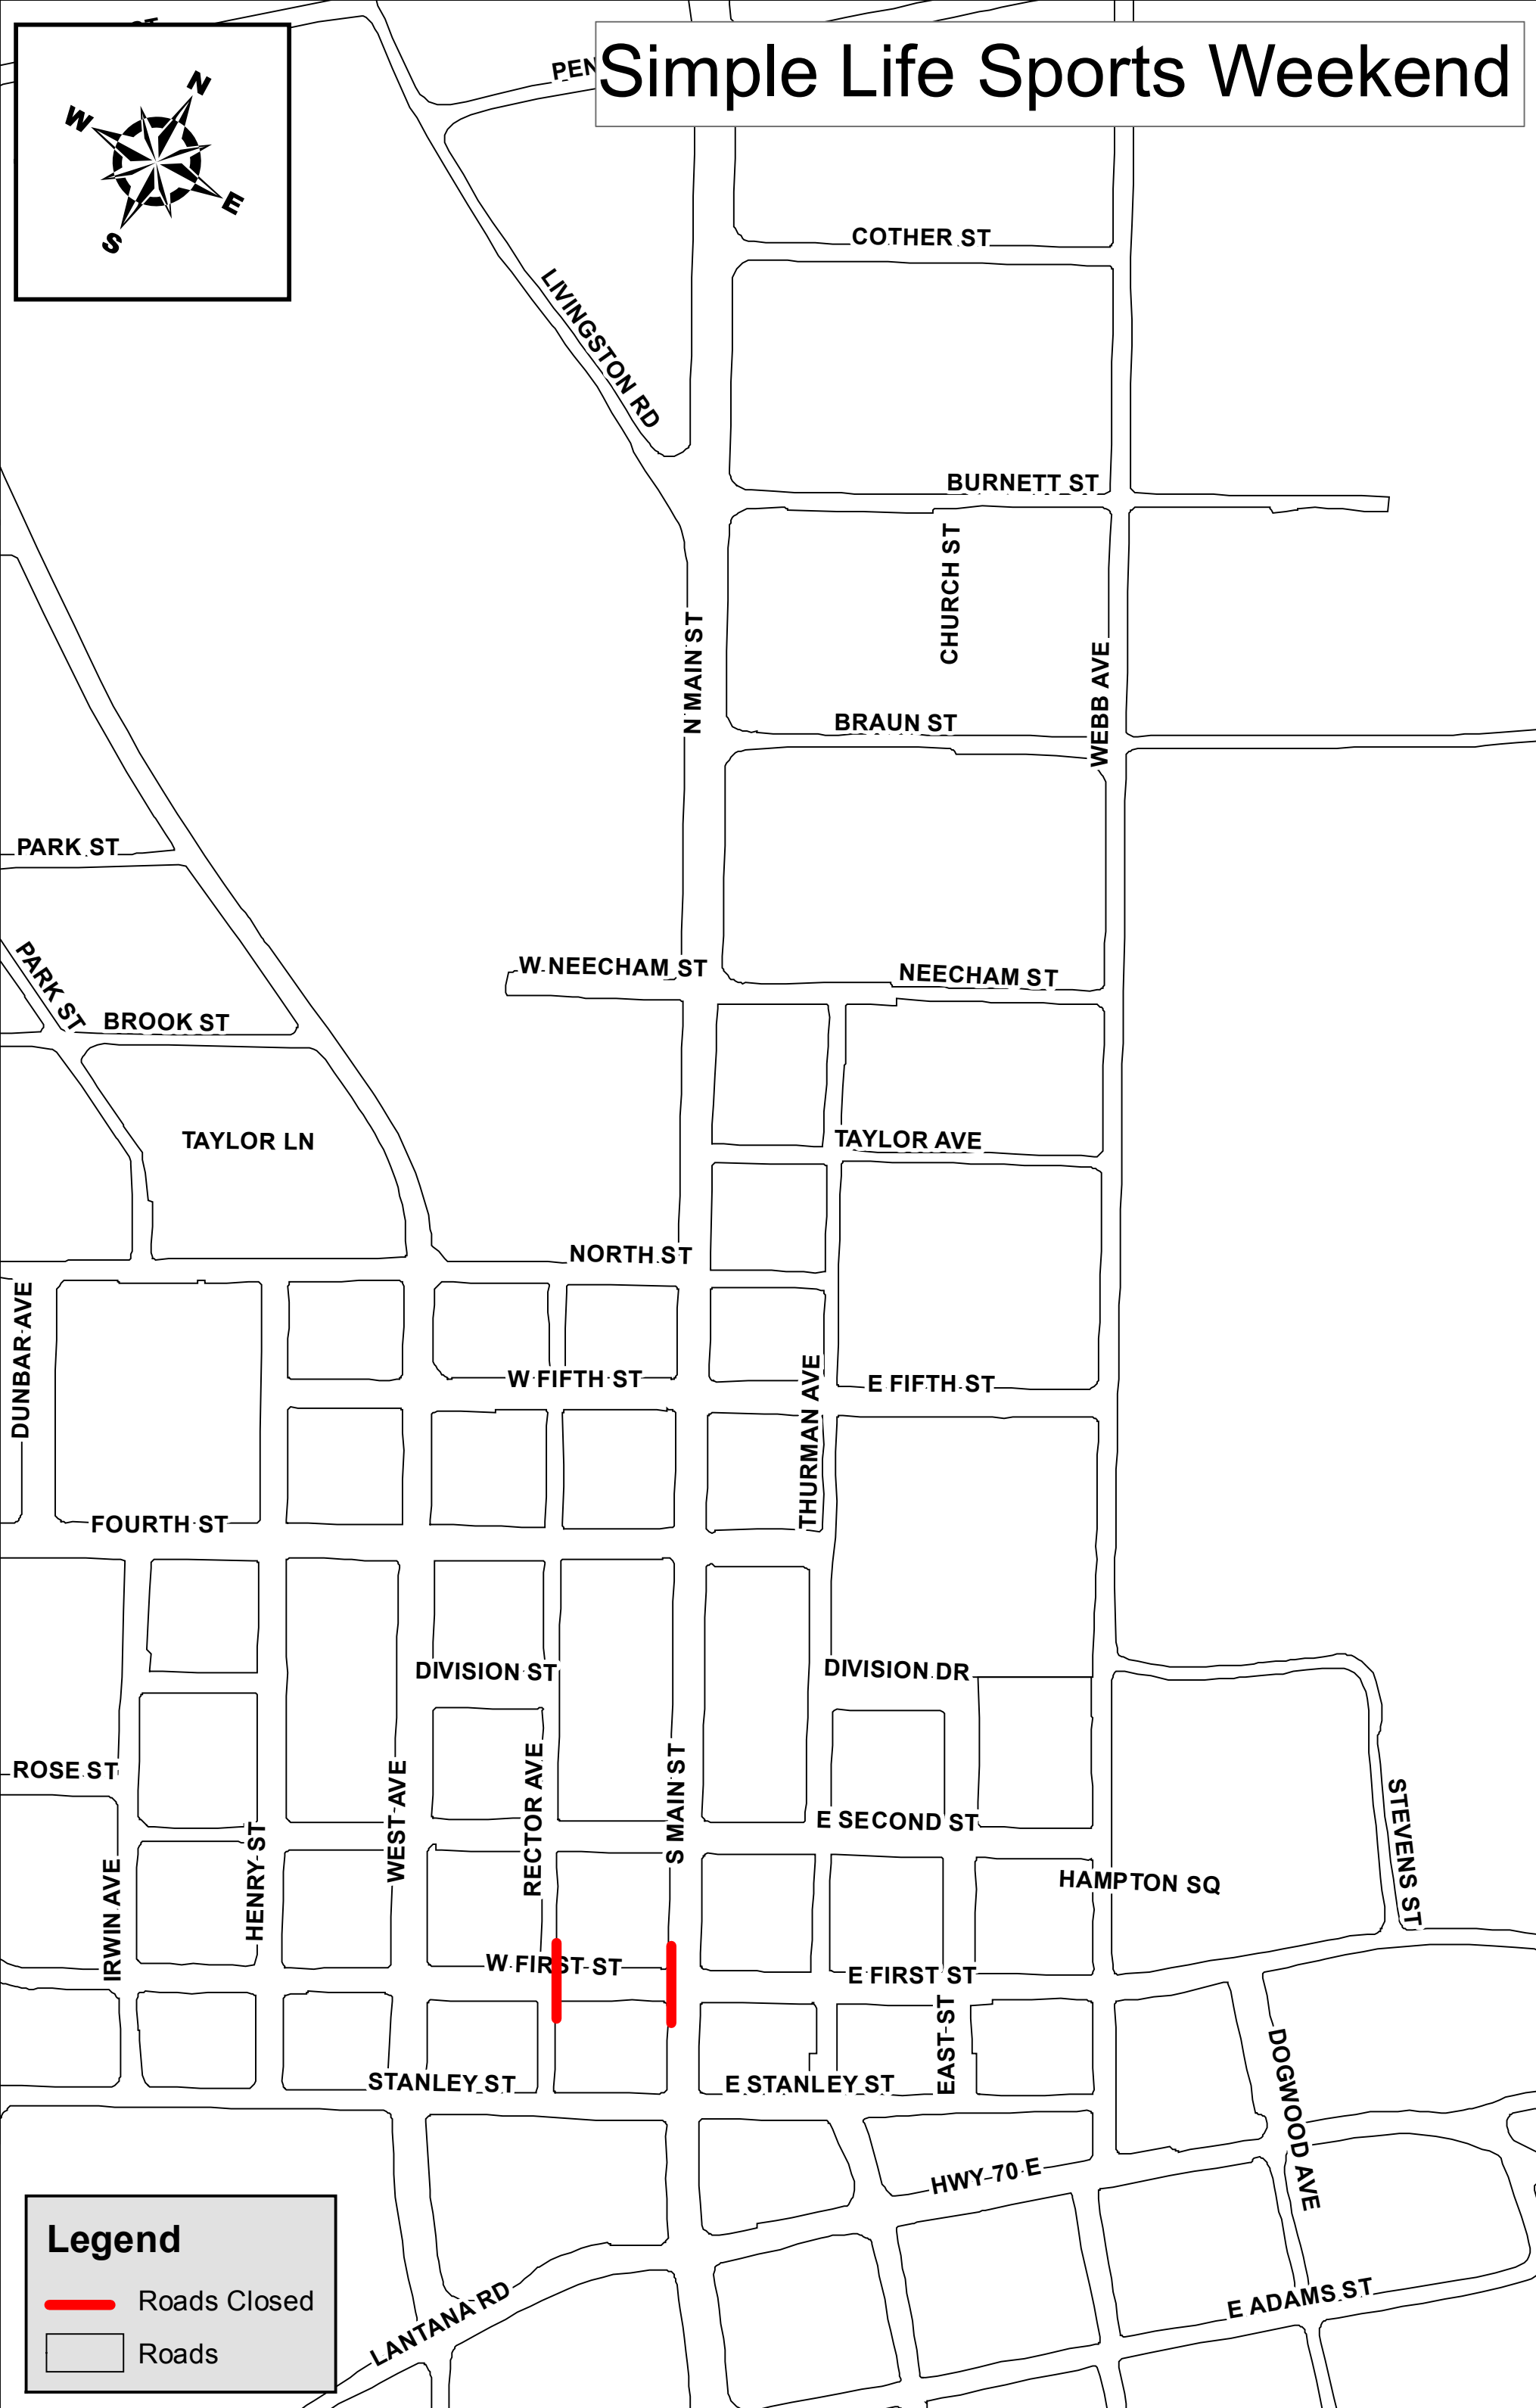 Simple Life Sports Weekend
N
W
E
S
COTHER ST
LIVINGSTON RD
BURNETT ST
CHURCH ST
N MAIN ST
WEBB AVE
BRAUN ST
PARK ST
PARK ST
W NEECHAM ST
NEECHAM ST
BROOK ST
TAYLOR LN
TAYLOR AVE
NORTH ST
DUNBAR AVE
W FIFTH ST
E FIFTH ST
THURMAN AVE
FOURTH ST
DIVISION ST
DIVISION DR
ROSE ST
WEST AVE
RECTOR AVE
S MAIN ST
E SECOND ST
STEVENS ST
HENRY ST
IRWIN AVE
HAMPTON SQ
W FIRST ST
E FIRST ST
EAST ST
DOGWOOD AVE
STANLEY ST
E STANLEY ST
HWY 70 E
E ADAMS ST
LANTANA RD
Legend
Roads Closed
Roads